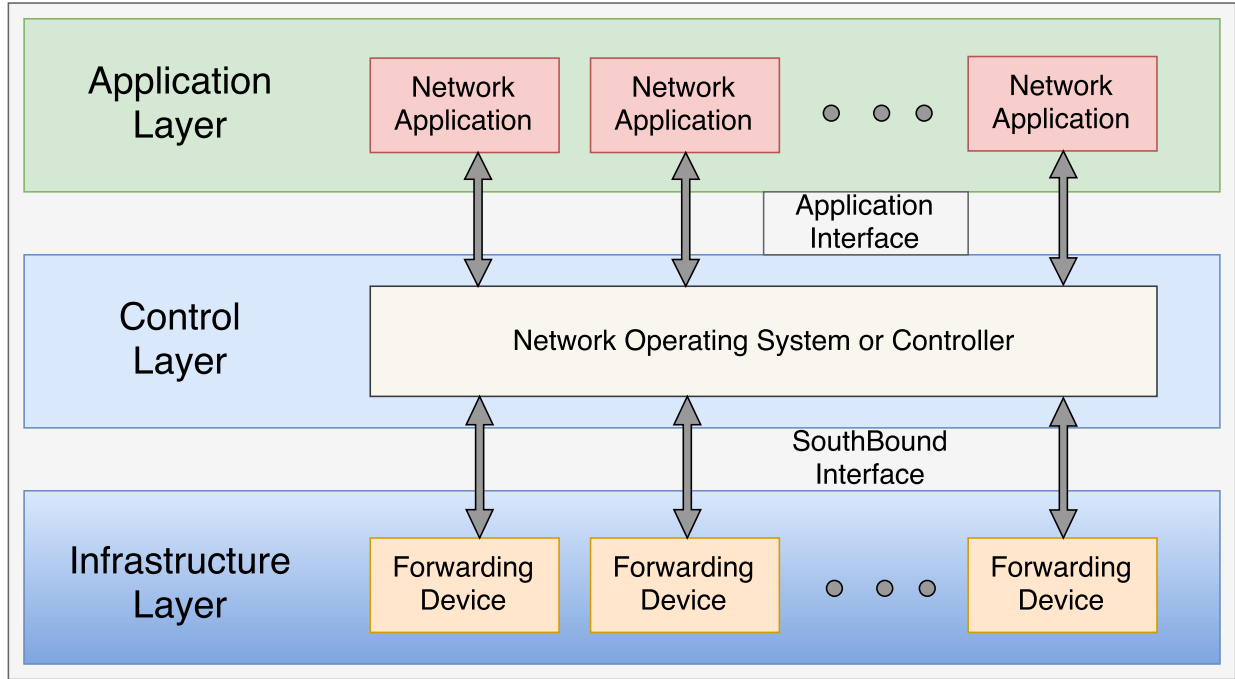 Application
Layer
Network
Application
Network
Application
Network
Application
Application
Interface
Control
Layer
Network Operating System or Controller
SouthBound
Interface
Infrastructure
Layer
Forwarding
Device
Forwarding
Device
Forwarding
Device